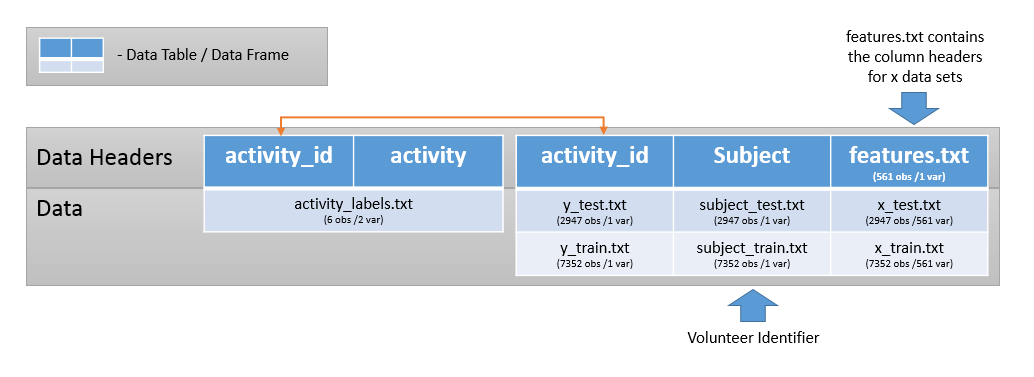 - Data Table / Data Frame
features.txt contains
the column headers
for x data sets
Data Headers
activity_id
activity
activity_id
Subject
features.txt
(561 obs /1 var)
Data
activity_labels.txt
(6 obs /2 var)
y_test.txt
(2947 obs /1 var)
subject_test.txt
(2947 obs /1 var)
x_test.txt
(2947 obs /561 var)
y_train.txt
(7352 obs /1 var)
subject_train.txt
(7352 obs /1 var)
x_train.txt
(7352 obs /561 var)
Volunteer Identifier